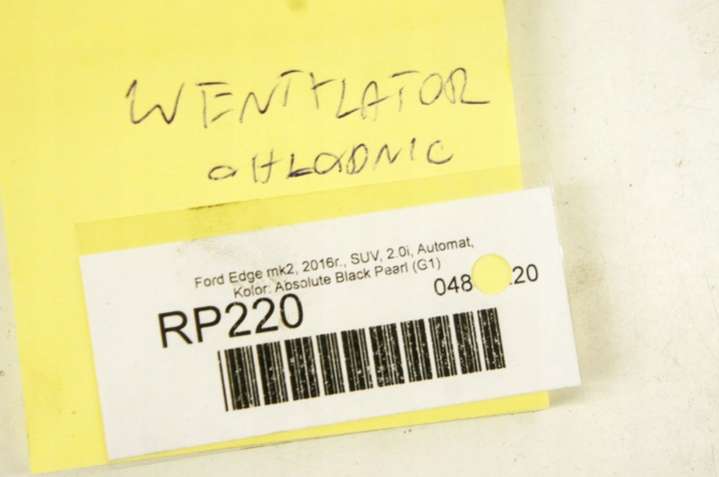 WENTYLATOR
CHŁODNIC
Ford Edge mk2, 2016r., SUV, 2.0i, Automat,
Kolor: Absolute Black Pearl (G1)
048 20
RP220